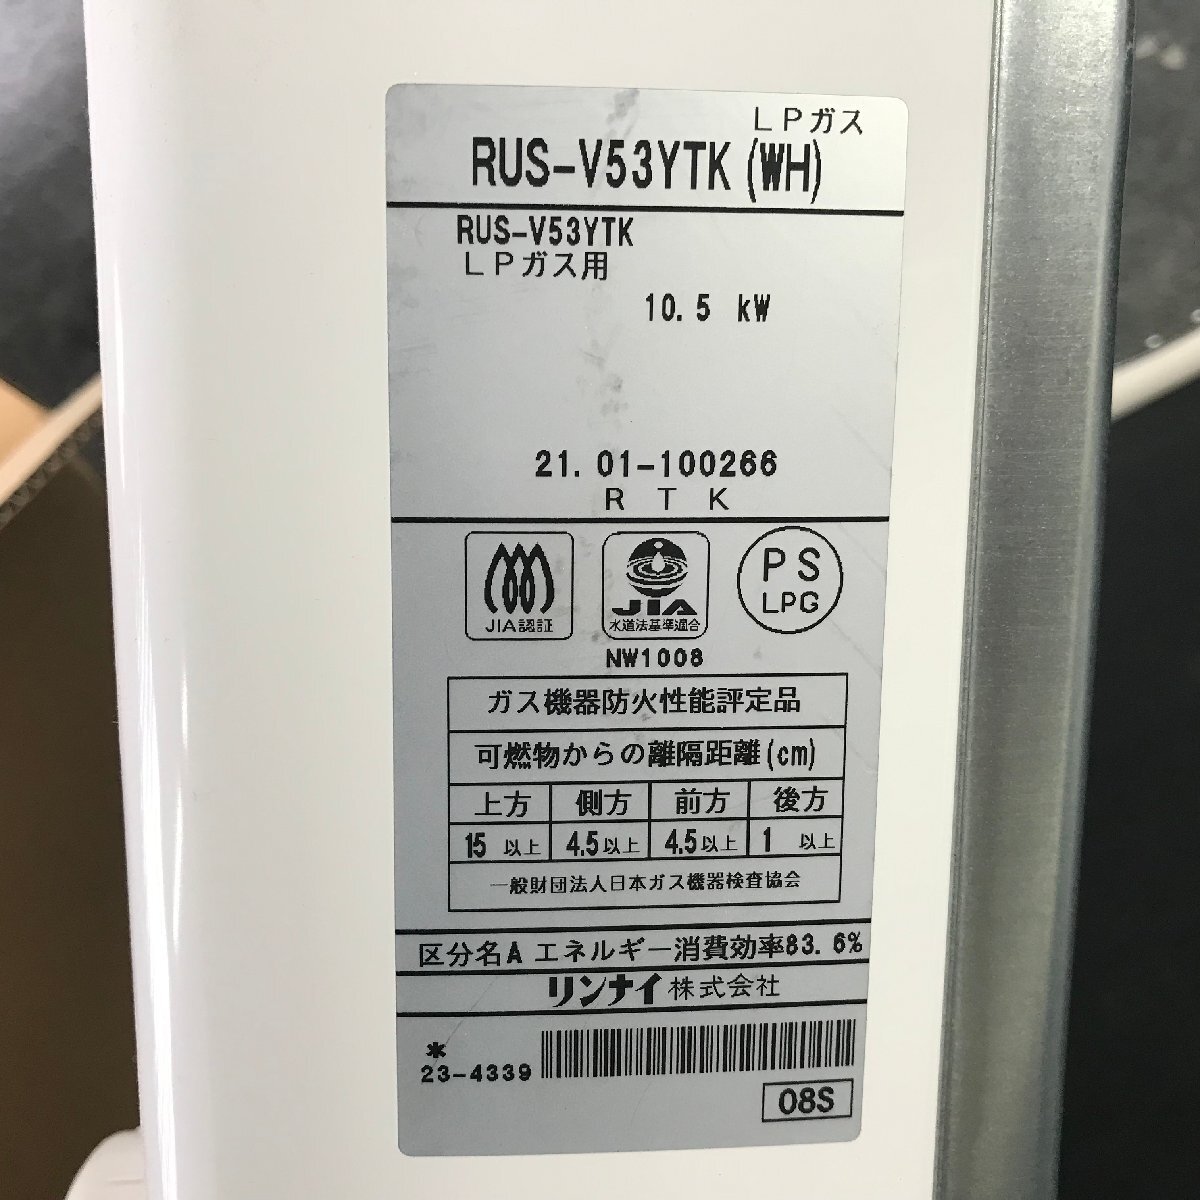 LPガス
RUS-V53YTK(WH)
RUS-V53YTK
LPガス用
10.5 kW
21.01-100266
RTK
JIA認証
JIA
水道法基準適合
PS
LPG
NW1008
ガス機器防火性能評定品
可燃物からの離隔距離(cm)
上方 側方 前方 後方
15以上 4.5以上 4.5以上 1以上
一般財団法人日本ガス機器検査協会
区分名A エネルギー消費効率83.6%
リンナイ株式会社
*
23-4339
08S